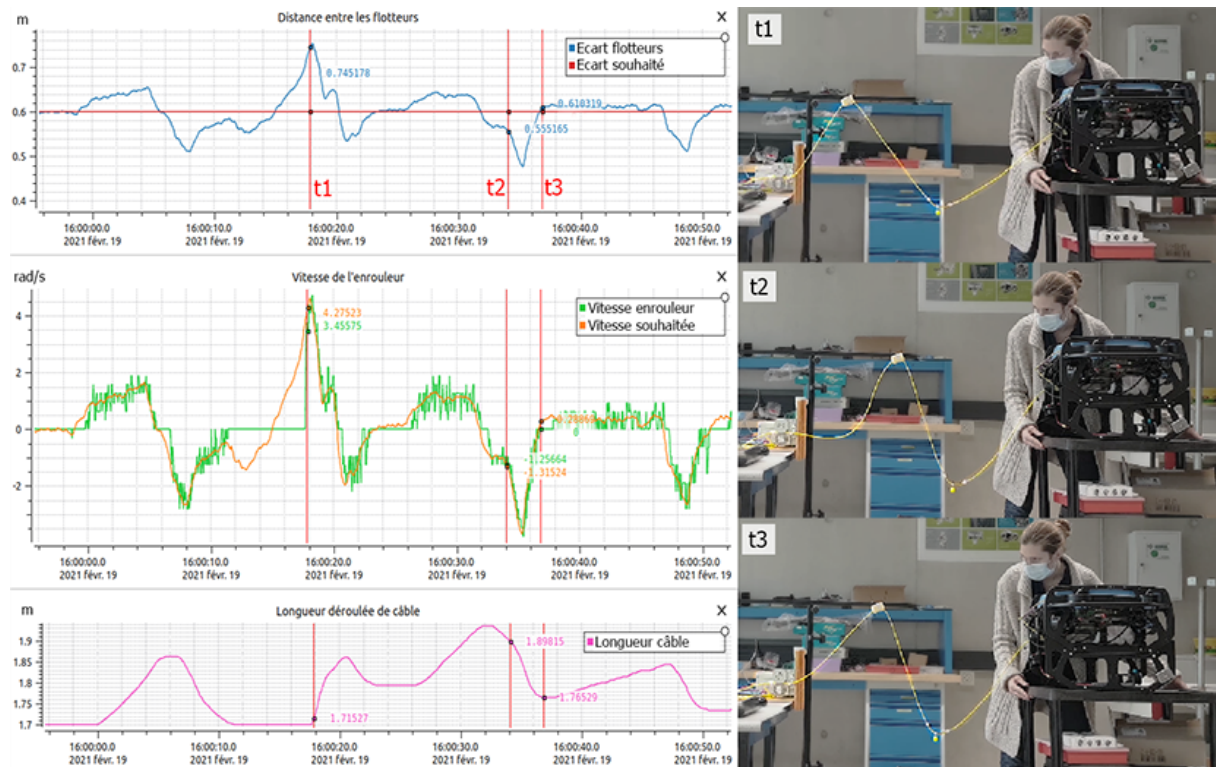 m
Distance entre les flotteurs
X
Ecart flotteurs
Ecart souhaité
0.7
0.6
0.5
0.4
0.745178
0.555165
0.610319
t1
t2
t3
16:00:00.0
2021 févr. 19
16:00:10.0
2021 févr. 19
16:00:20.0
2021 févr. 19
16:00:30.0
2021 févr. 19
16:00:40.0
2021 févr. 19
16:00:50.0
2021 févr. 19
rad/s
Vitesse de l'enrouleur
X
Vitesse enrouleur
Vitesse souhaitée
4
2
0
-2
4.27523
3.45575
-1.25664
-1.31524
0.28869
0
16:00:00.0
2021 févr. 19
16:00:10.0
2021 févr. 19
16:00:20.0
2021 févr. 19
16:00:30.0
2021 févr. 19
16:00:40.0
2021 févr. 19
16:00:50.0
2021 févr. 19
m
Longueur déroulée de câble
X
Longueur câble
1.9
1.85
1.8
1.75
1.7
1.71527
1.89815
1.76529
16:00:00.0
2021 févr. 19
16:00:10.0
2021 févr. 19
16:00:20.0
2021 févr. 19
16:00:30.0
2021 févr. 19
16:00:40.0
2021 févr. 19
16:00:50.0
2021 févr. 19
t1
t2
t3